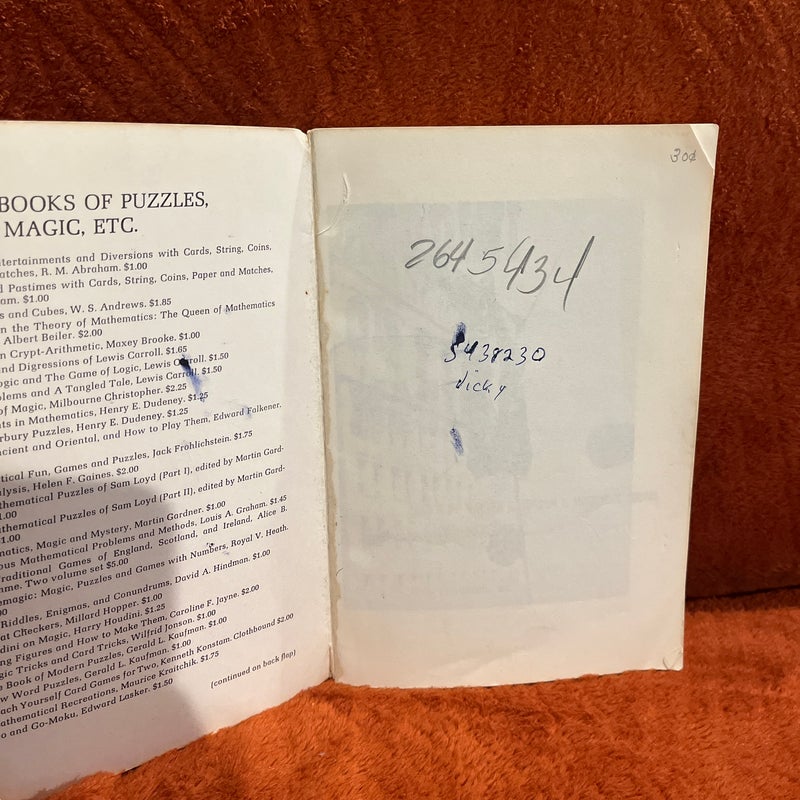 BOOKS OF PUZZLES,
MAGIC, ETC.
tertainments and Diversions with Cards, String, Coins,
atches, R. M. Abraham. $1.00
d Pastimes with Cards, String, Coins, Paper and Matches,
am. $1.00
s and Cubes, W. S. Andrews. $1.85
n the Theory of Mathematics: The Queen of Mathematics
Albert Beiler. $2.00
n Crypt-Arithmetic, Maxey Brooke. $1.00
and Digressions of Lewis Carroll. $1.65
ogic and The Game of Logic, Lewis Carroll. $1.50
blems and A Tangled Tale, Lewis Carroll. $1.50
of Magic, Milbourne Christopher. $2.25
nts in Mathematics, Henry E. Dudeney. $1.25
rbury Puzzles, Henry E. Dudeney. $1.25
ncient and Oriental, and How to Play Them, Edward Falkener.
tical Fun, Games and Puzzles, Jack Frohlichstein. $1.75
alysis, Helen F. Gaines. $2.00
thematical Puzzles of Sam Loyd (Part I), edited by Martin Gard-
1.00
athematical Puzzles of Sam Loyd (Part II), edited by Martin Gard-
$1.00
matics, Magic and Mystery, Martin Gardner. $1.00
ous Mathematical Problems and Methods, Louis A. Graham. $1.45
raditional Games of England, Scotland, and Ireland, Alice B.
me. Two volume set $5.00
emagic: Magic, Puzzles and Games with Numbers, Royal V. Heath.
00
Riddles, Enigmas, and Conundrums, David A. Hindman. $1.00
at Checkers, Millard Hopper. $1.00
udini on Magic, Harry Houdini. $1.25
ng Figures and How to Make Them, Caroline F. Jayne. $2.00
gic Tricks and Card Tricks, Wilfrid Jonson. $1.00
e Book of Modern Puzzles, Gerald L. Kaufman. $1.00
w Word Puzzles, Gerald L. Kaufman. $1.00
ach Yourself Card Games for Two, Kenneth Konstam. Clothbound $2.00
athematical Recreations, Maurice Kraitchik. $1.75
o and Go-Moku, Edward Lasker. $1.50
(continued on back flap)
30¢
2645434
5438230
dicky